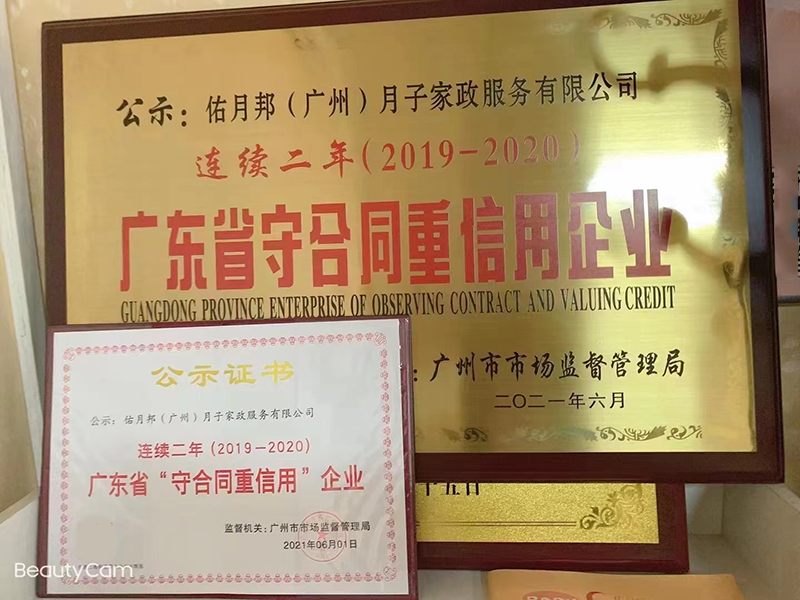 公示：佑月邦（广州）月子家政服务有限公司
连续二年(2019-2020)
广东省守合同重信用企业
GUANGDONG PROVINCE ENTERPRISE OF OBSERVING CONTRACT AND VALUING CREDIT
：广州市市场监督管理局
二〇二一年六月
公示证书
公示：佑月邦（广州）月子家政服务有限公司
连续二年(2019－2020)
广东省“守合同重信用”企业
监督机关：广州市市场监督管理局
2021年06月01日
十五日
BeautyCam